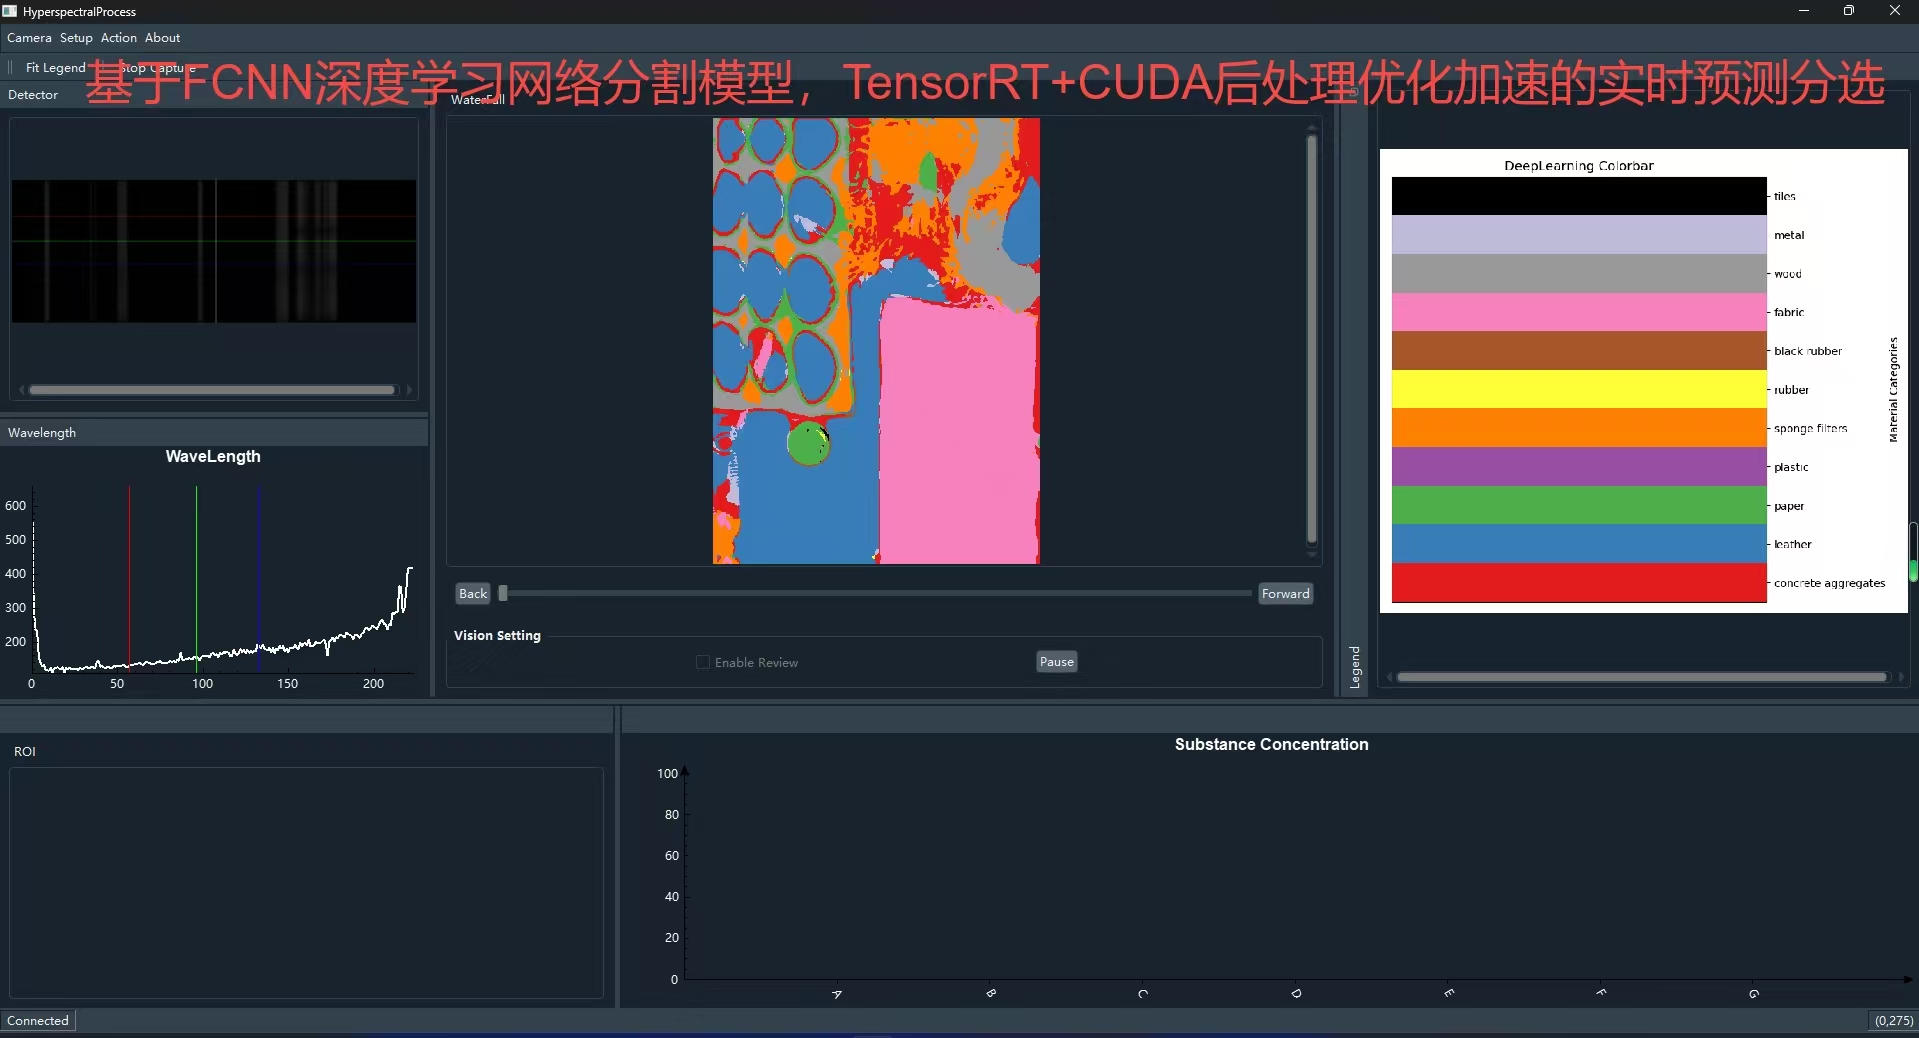 HyperspectralProcess
Camera Setup Action About
Fit Legend Stop Capture
基于FCNN深度学习网络分割模型，TensorRT+CUDA后处理优化加速的实时预测分选
Detector
WaterFall
DeepLearning Colorbar
tiles
metal
wood
fabric
black rubber
rubber
sponge filters
plastic
paper
leather
concrete aggregates
Material Categories
Legend
Wavelength
WaveLength
600
500
400
300
200
0 50 100 150 200
Back Forward
Vision Setting
Enable Review Pause
ROI
Substance Concentration
100
80
60
40
20
0
A B C D E F G
Connected (0,275)